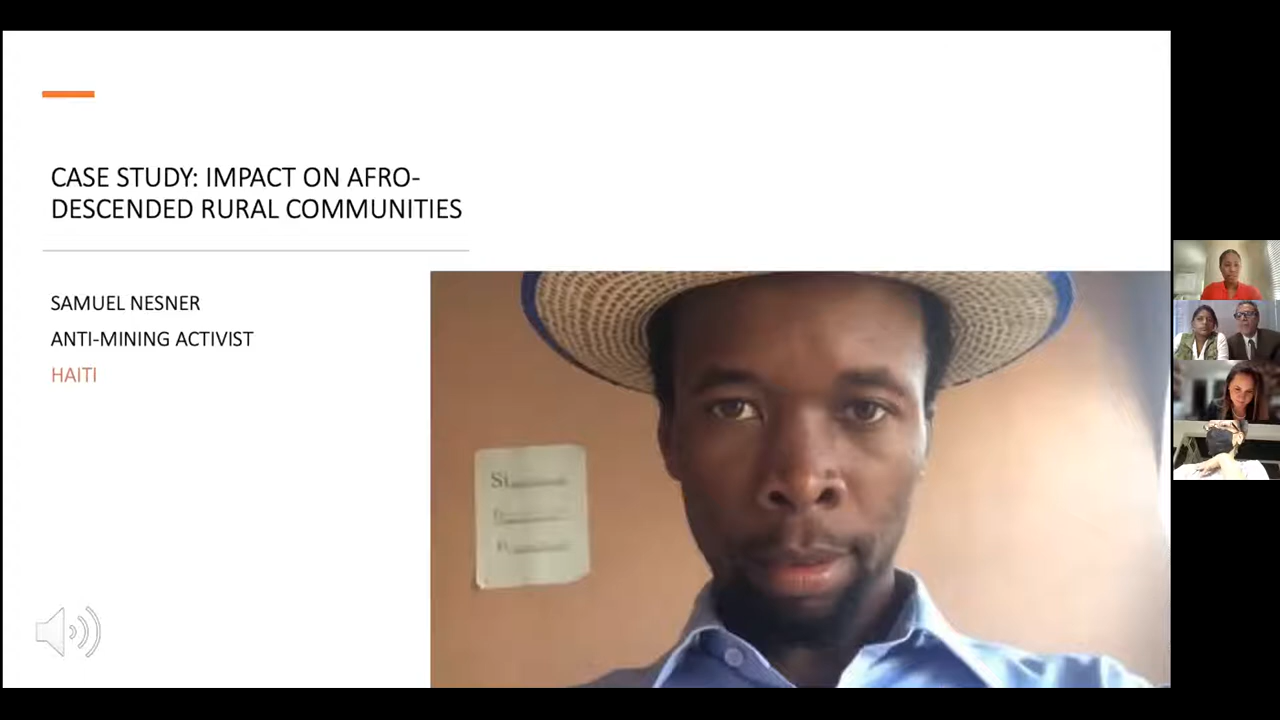 CASE STUDY: IMPACT ON AFRO-
DESCENDED RURAL COMMUNITIES
SAMUEL NESNER
ANTI-MINING ACTIVIST
HAITI